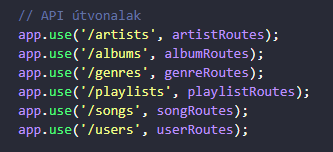 // API útvonalak
app.use('/artists', artistRoutes);
app.use('/albums', albumRoutes);
app.use('/genres', genreRoutes);
app.use('/playlists', playlistRoutes);
app.use('/songs', songRoutes);
app.use('/users', userRoutes);